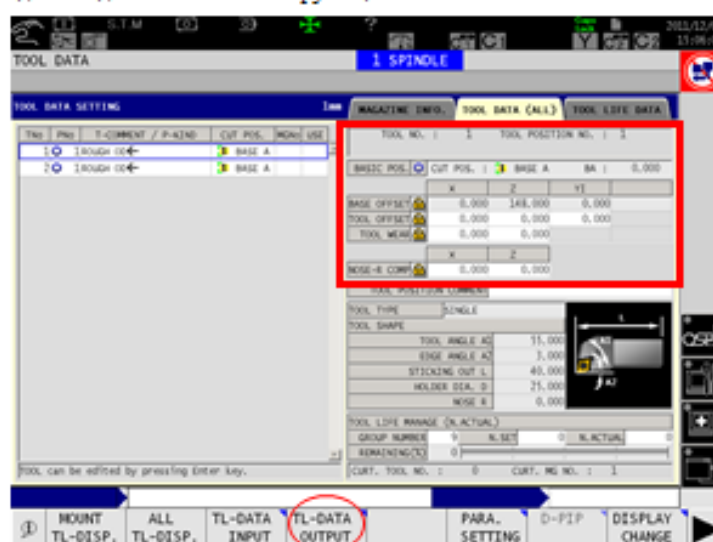 S.T.M
?
2011/12/
TOOL DATA
1 SPINDLE
TOOL DATA SETTING 1mm
MAGAZINE INFO. TOOL DATA (ALL) TOOL LIFE DATA
TNo PNo T-COMMENT / P-KIND CUT POS. MGNo USE
1 1 ROUGH OD← BASE A
2 1 ROUGH OD← BASE A
TOOL NO. : 1 TOOL POSITION NO. : 1
BASIC POS. CUT POS. : BASE A BA : 0.000
X Z YI
BASE OFFSET 0.000 148.000 0.000
TOOL OFFSET 0.000 0.000 0.000
TOOL WEAR 0.000 0.000
X Z
NOSE-R COMP 0.000 0.000
TOOL POSITION COMMENT
TOOL TYPE SINGLE
TOOL SHAPE
TOOL ANGLE AG 55.000
EDGE ANGLE AZ 3.000
STICKING OUT L 40.000
HOLDER DIA. D 25.000
NOSE R 0.000
L
AZ
TOOL LIFE MANAGE (N.ACTUAL)
GROUP NUMBER 9 N.SET 0 N.ACTUAL 0
REMAINING(%) 0
TOOL can be edited by pressing Enter key.
CURT. TOOL NO. : 0 CURT. MG NO. : 1
MOUNT TL-DISP.
ALL TL-DISP.
TL-DATA INPUT
TL-DATA OUTPUT
PARA. SETTING
D-PIP
DISPLAY CHANGE